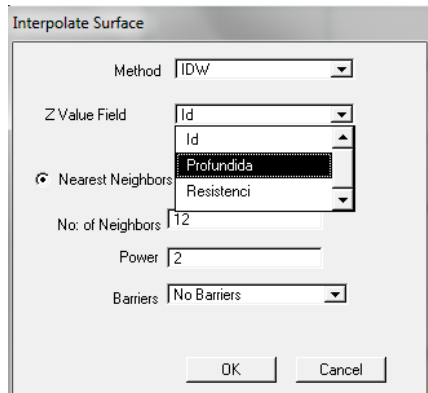 Interpolate Surface
Method IDW
Z Value Field Id
Id
Profundida
Nearest Neighbors
Resistenci
No: of Neighbors 12
Power 2
Barriers No Barriers
OK Cancel